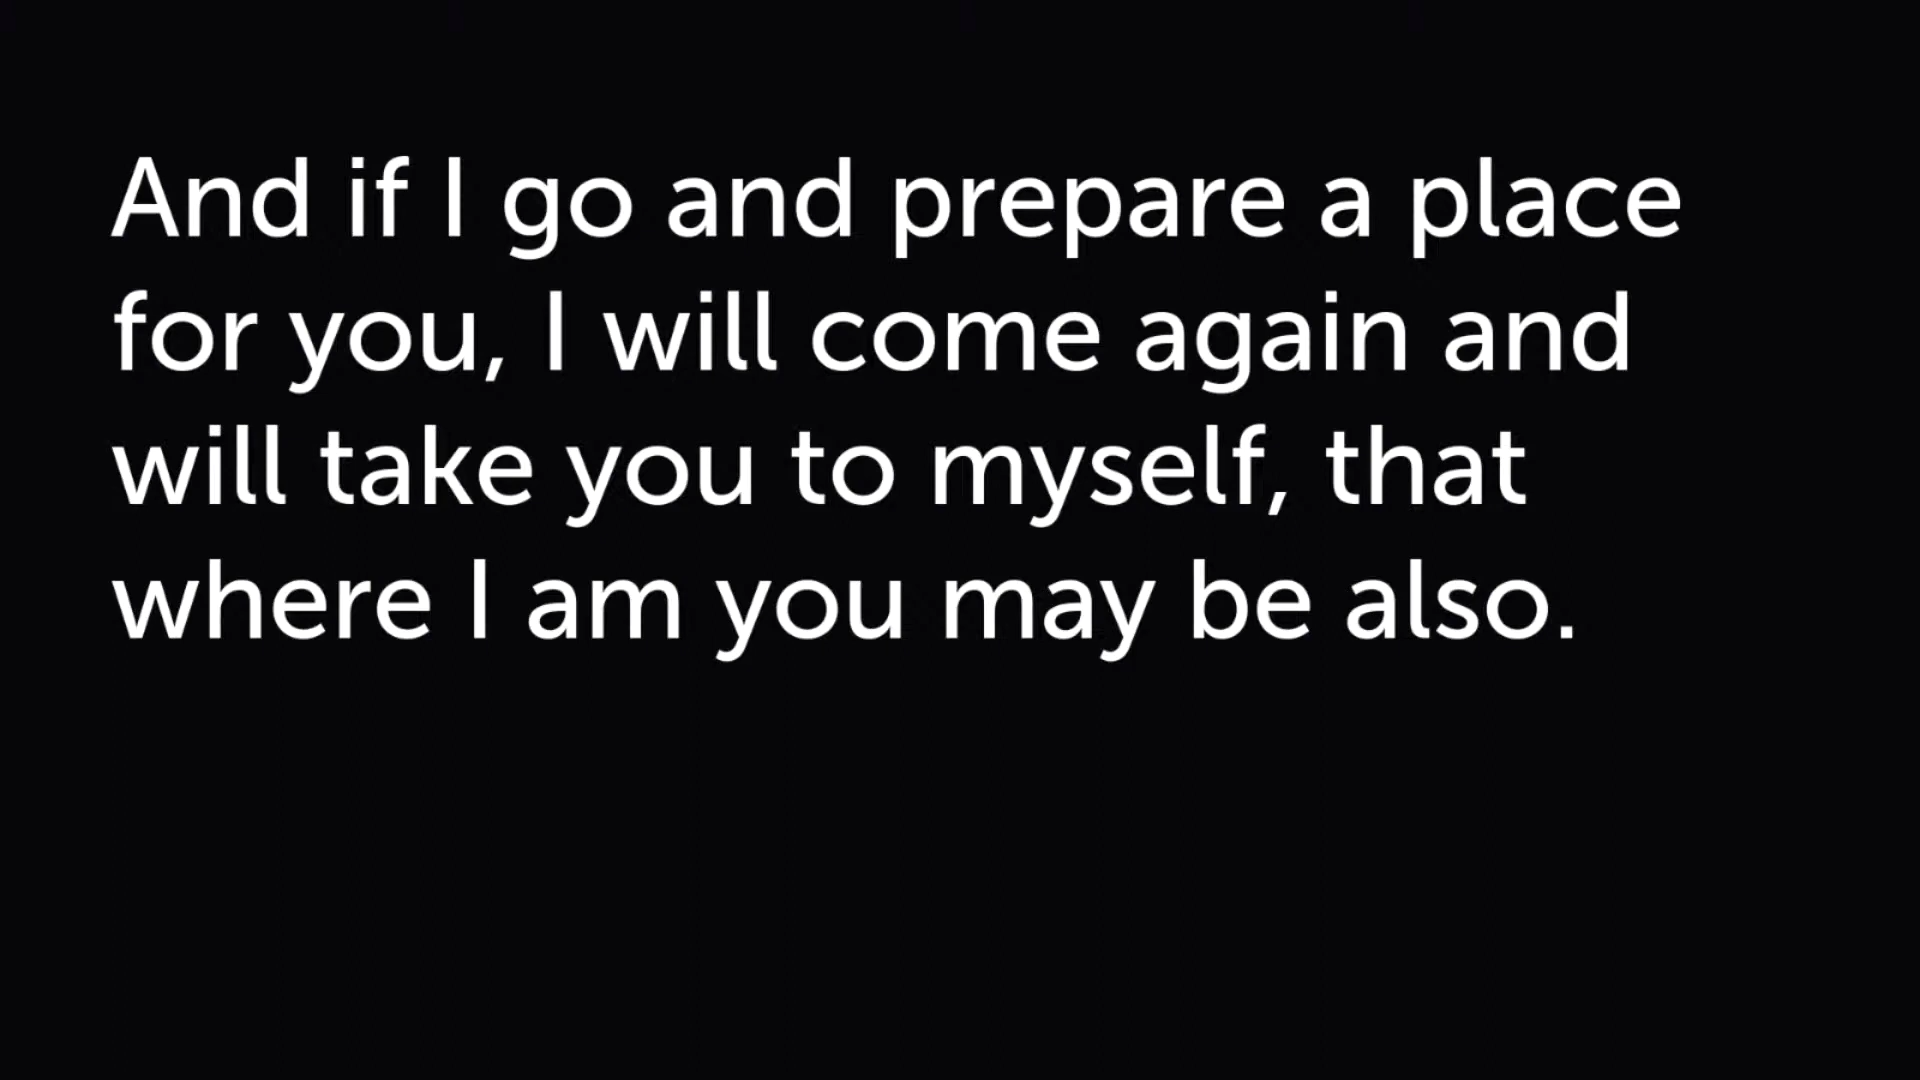 And if I go and prepare a place
for you, I will come again and
will take you to myself, that
where I am you may be also.